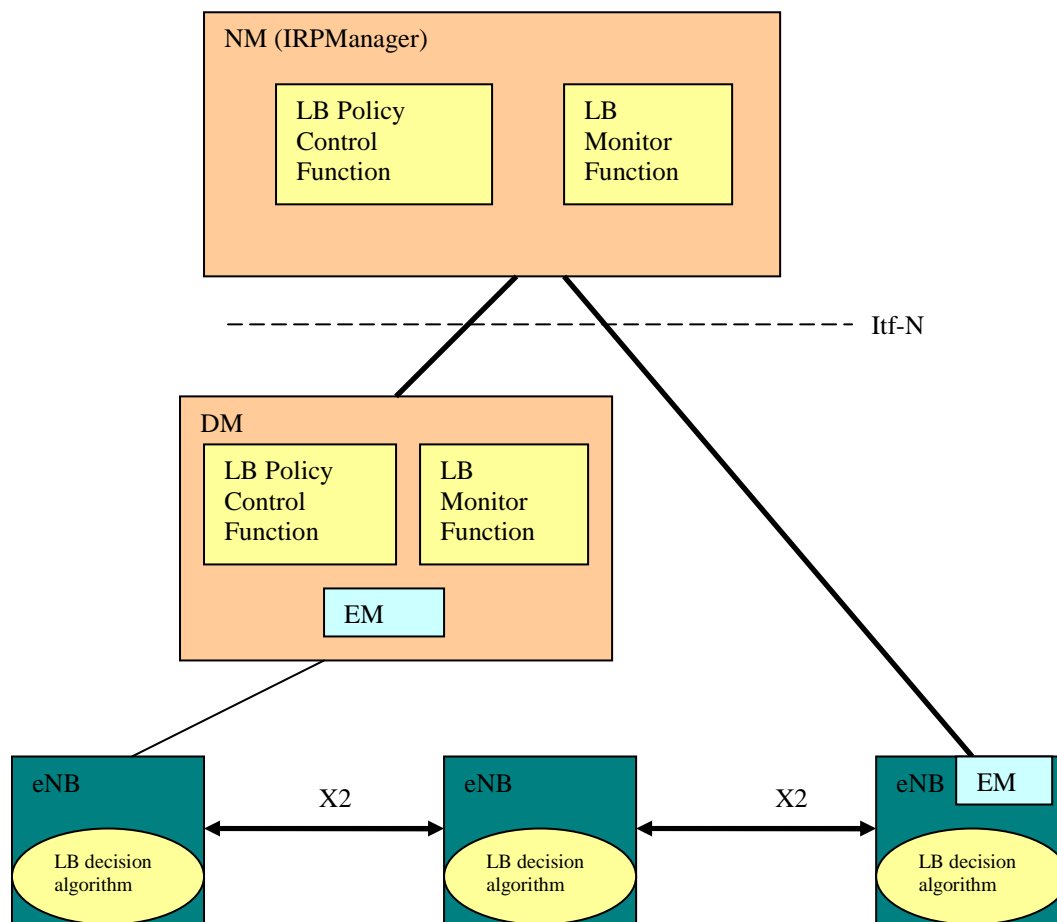 NM (IRPManager)
LB Policy
Control
Function
LB
Monitor
Function
Itf-N
DM
LB Policy
Control
Function
LB
Monitor
Function
EM
eNB
X2
eNB
X2
eNB
EM
LB decision
algorithm
LB decision
algorithm
LB decision
algorithm